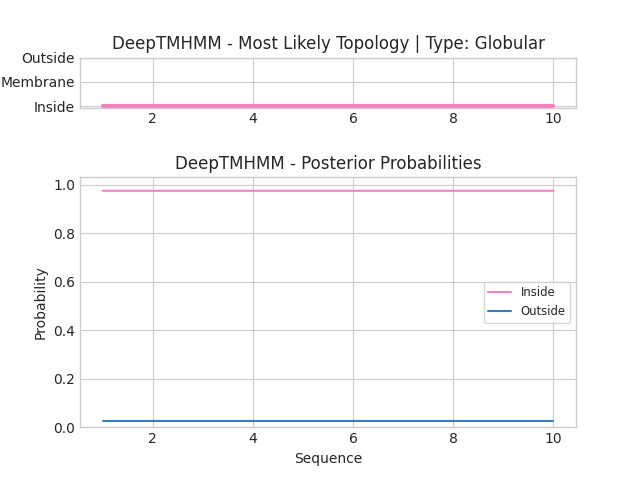 DeepTMHMM - Most Likely Topology | Type: Globular
Outside
Membrane
Inside
2 4 6 8 10
DeepTMHMM - Posterior Probabilities
1.0
0.8
0.6
0.4
0.2
0.0
Probability
Inside
Outside
2 4 6 8 10
Sequence